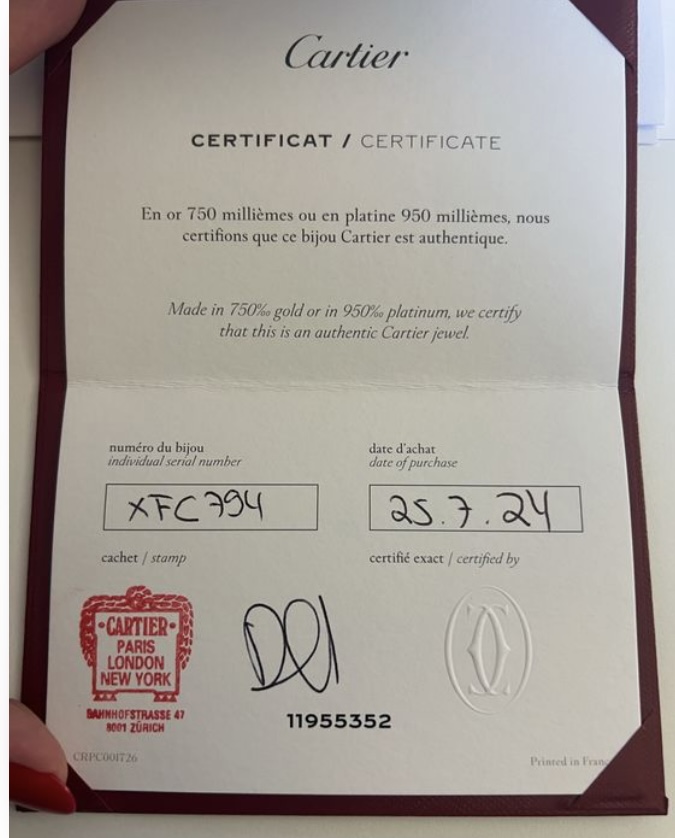 Cartier
CERTIFICAT / CERTIFICATE
En or 750 millièmes ou en platine 950 millièmes, nous
certifions que ce bijou Cartier est authentique.
Made in 750‰ gold or in 950‰ platinum, we certify
that this is an authentic Cartier jewel.
numéro du bijou
individual serial number
XFC794
date d'achat
date of purchase
25.7.24
cachet / stamp
certifié exact / certified by
•CARTIER•
PARIS
LONDON
NEW YORK
BAHNHOFSTRASSE 47
8001 ZÜRICH
11955352
CRPC001726
Printed in